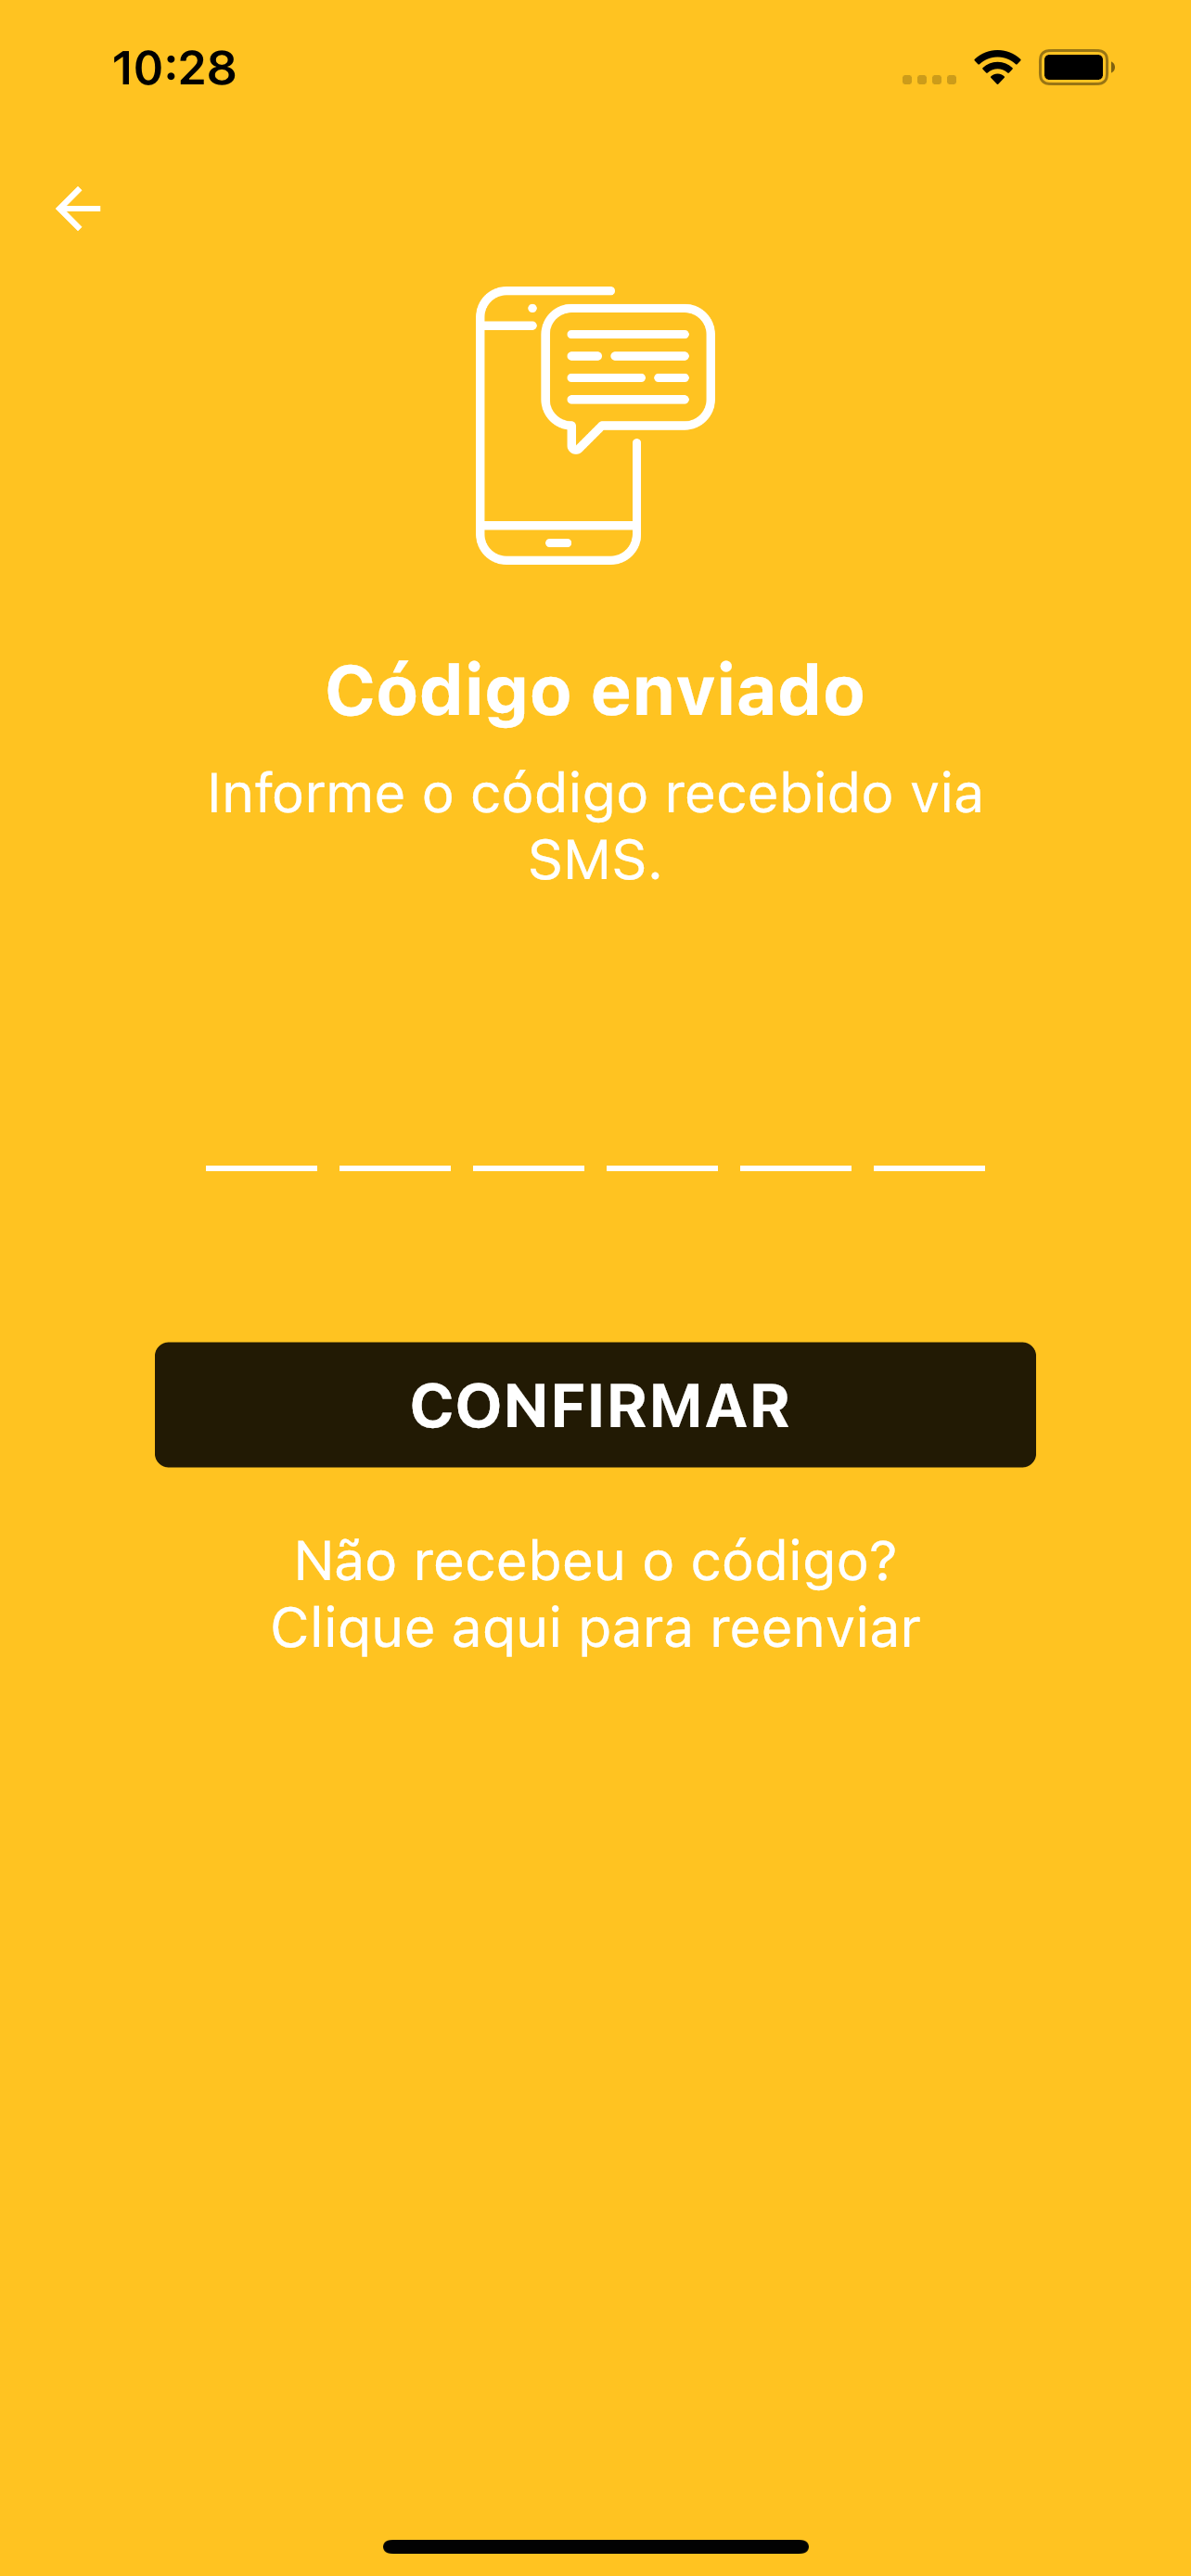 10:28
Código enviado
Informe o código recebido via
SMS.
CONFIRMAR
Não recebeu o código?
Clique aqui para reenviar